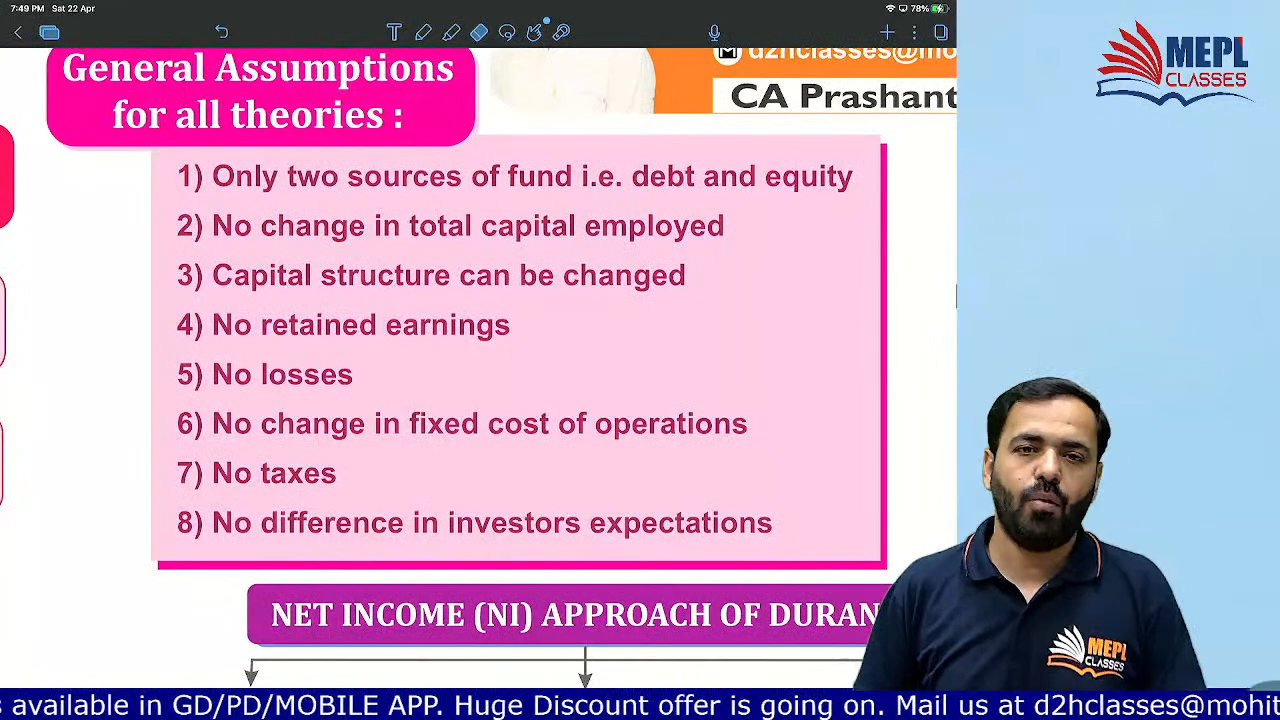 7:49 PM Sat 22 Apr
78%
General Assumptions
for all theories :
d2hclasses@mo
CA Prashant
MEPL
CLASSES
1) Only two sources of fund i.e. debt and equity
2) No change in total capital employed
3) Capital structure can be changed
4) No retained earnings
5) No losses
6) No change in fixed cost of operations
7) No taxes
8) No difference in investors expectations
NET INCOME (NI) APPROACH OF DURAN
MEPL
CLASSES
s available in GD/PD/MOBILE APP. Huge Discount offer is going on. Mail us at d2hclasses@mohit